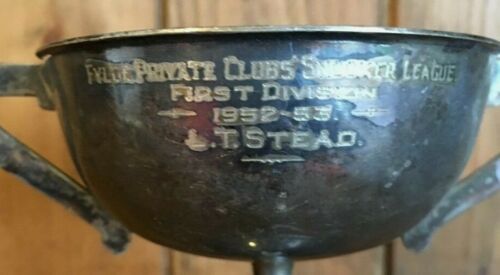 FYLDE PRIVATE CLUBS' SNOOKER LEAGUE.
FIRST DIVISION
1952-53.
L.T. STEAD.